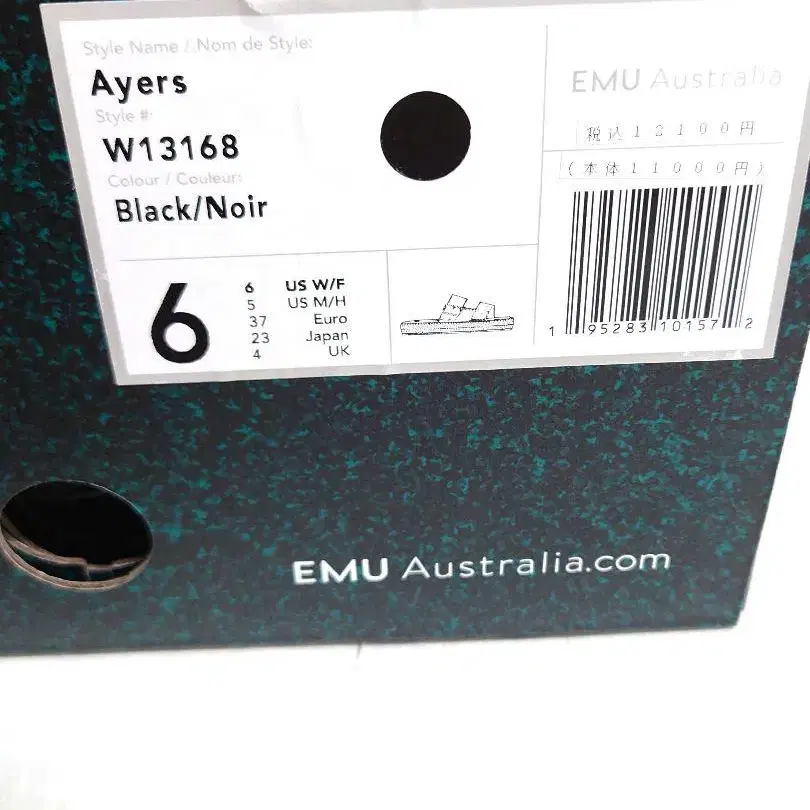 Style Name / Nom de Style:
Ayers
Style #:
W13168
Colour / Couleur:
Black/Noir
6
6 US W/F
5 US M/H
37 Euro
23 Japan
4 UK
EMU Australia
税込12100円
(本体11000円)
1 95283 10157 2
EMU Australia.com